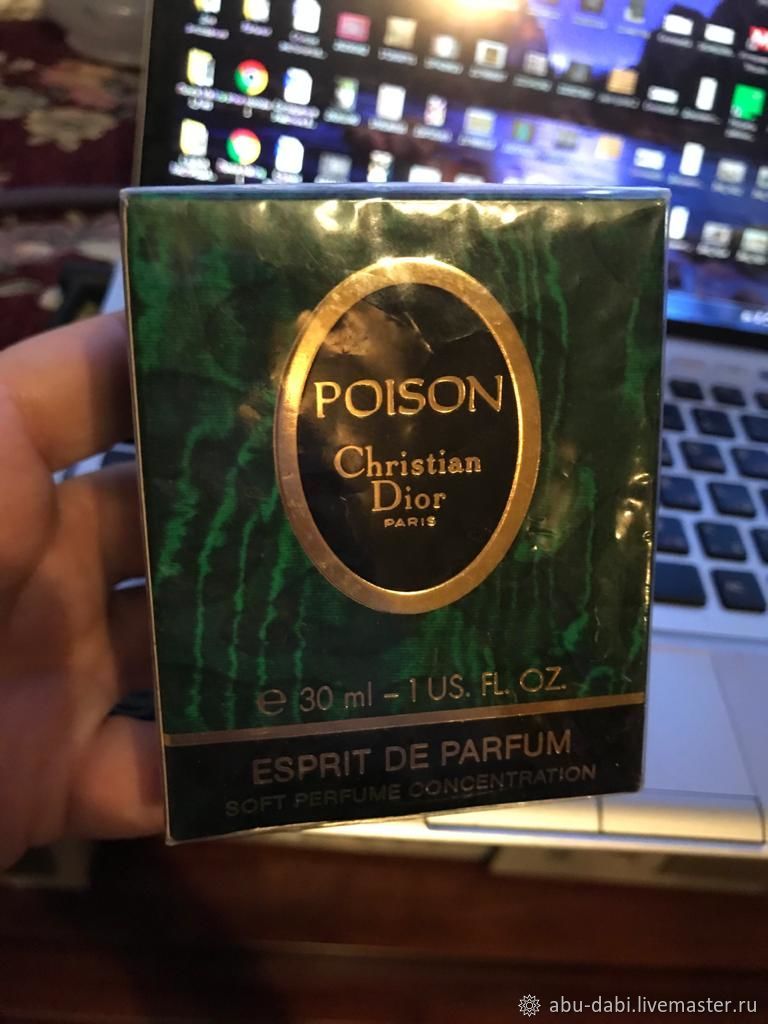 POISON
Christian
Dior
PARIS
e 30 ml – 1 US. FL. OZ.
ESPRIT DE PARFUM
SOFT PERFUME CONCENTRATION
abu-dabi.livemaster.ru